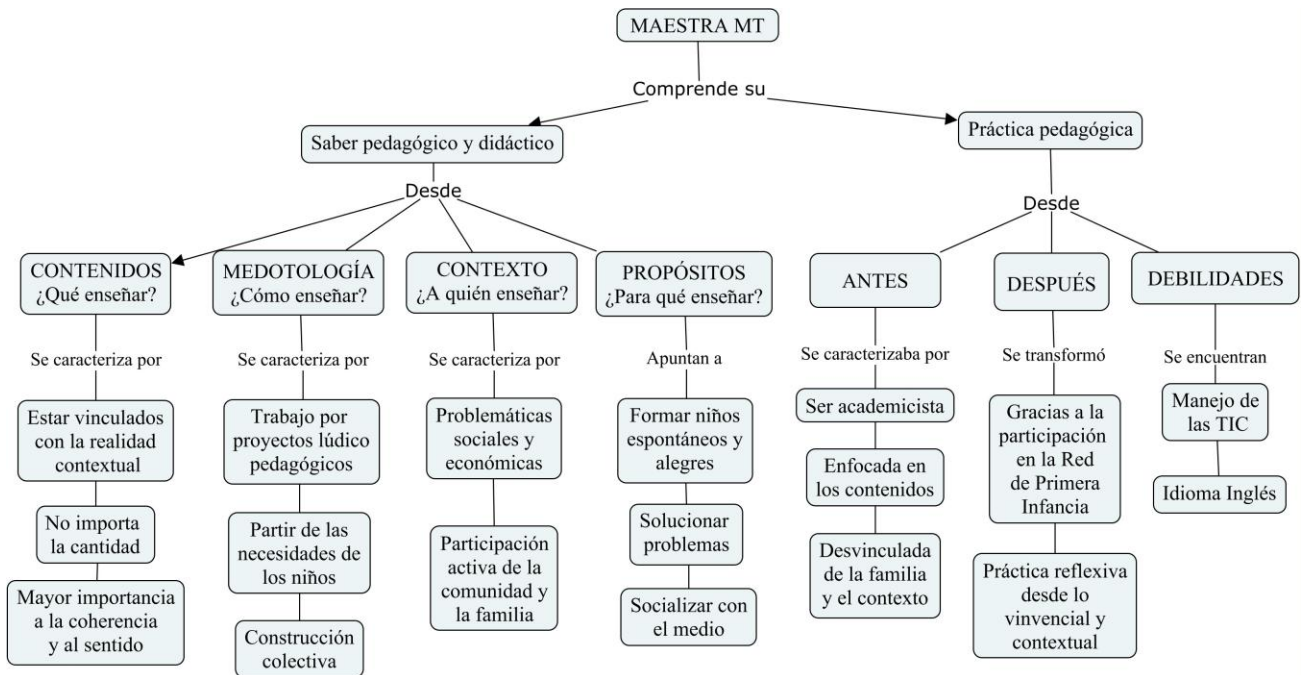 MAESTRA MT
Comprende su
Saber pedagógico y didáctico
Práctica pedagógica
Desde
Desde
CONTENIDOS
¿Qué enseñar?
MEDOTOLOGÍA
¿Cómo enseñar?
CONTEXTO
¿A quién enseñar?
PROPÓSITOS
¿Para qué enseñar?
ANTES
DESPUÉS
DEBILIDADES
Se caracteriza por
Se caracteriza por
Se caracteriza por
Apuntan a
Se caracterizaba por
Se transformó
Se encuentran
Estar vinculados
con la realidad
contextual
No importa
la cantidad
Mayor importancia
a la coherencia
y al sentido
Trabajo por
proyectos lúdico
pedagógicos
Partir de las
necesidades de
los niños
Construcción
colectiva
Problemáticas
sociales y
económicas
Participación
activa de la
comunidad y
la familia
Formar niños
espontáneos y
alegres
Solucionar
problemas
Socializar con
el medio
Ser academicista
Enfocada en
los contenidos
Desvinculada
de la familia
y el contexto
Gracias a la
participación
en la Red
de Primera
Infancia
Práctica reflexiva
desde lo
vinvencial y
contextual
Manejo de
las TIC
Idioma Inglés